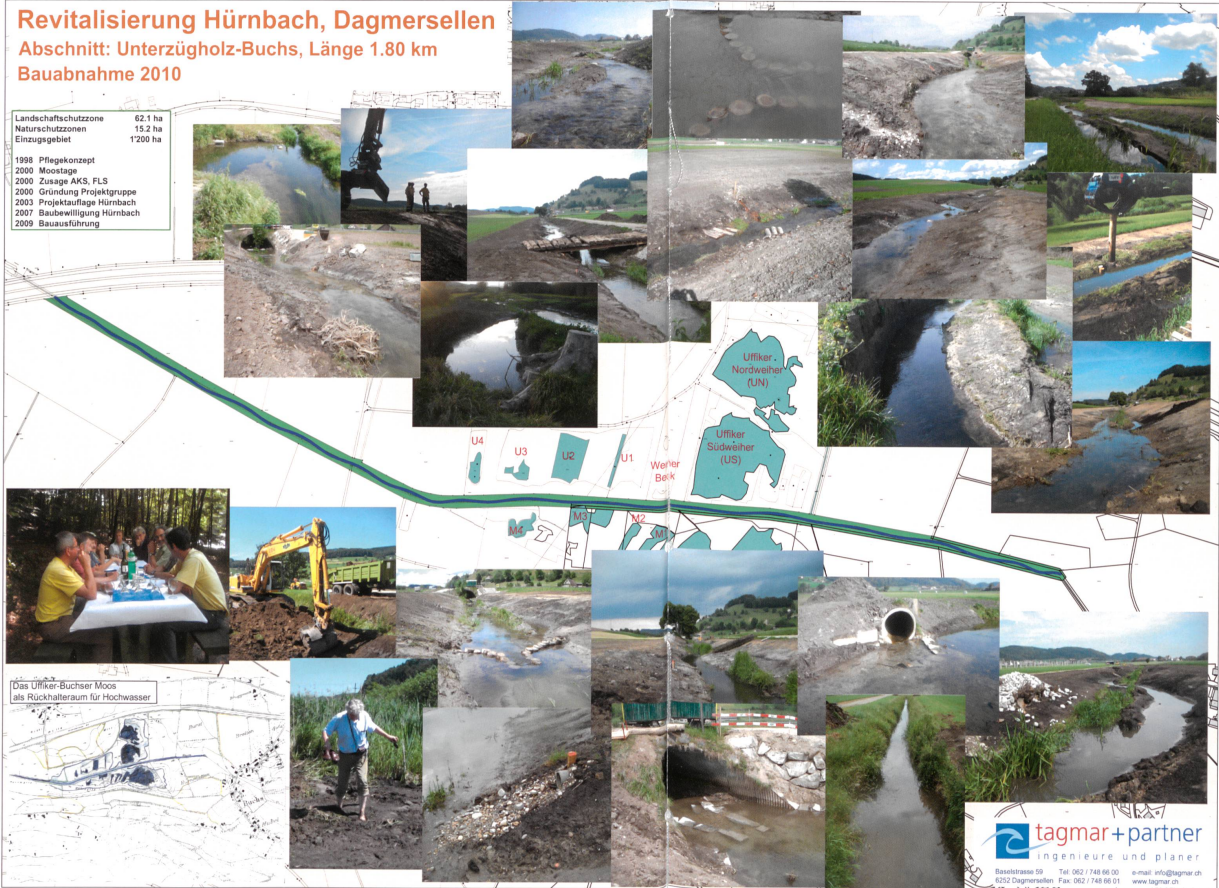 Revitalisierung Hürnbach, Dagmersellen
Abschnitt: Unterzügholz-Buchs, Länge 1.80 km
Bauabnahme 2010
Landschaftschutzzone 62.1 ha
Naturschutzzonen 15.2 ha
Einzugsgebiet 1'200 ha
1998 Pflegekonzept
2000 Moostage
2000 Zusage AKS, FLS
2000 Gründung Projektgruppe
2003 Projektauflage Hürnbach
2007 Baubewilligung Hürnbach
2009 Bauausführung
Uffiker
Nordweiher
(UN)
Uffiker
Südweiher
(US)
U4
U3
U2
U1
Werner
Beck
M4
M3
M2
M1
Das Uffiker-Buchser Moos
als Rückhalteraum für Hochwasser
Buchs
tagmar+partner
ingenieure und planer
Baselstrasse 59 Tel: 062 / 748 66 00 e-mail: info@tagmar.ch
6252 Dagmersellen Fax: 062 / 748 66 01 www.tagmar.ch